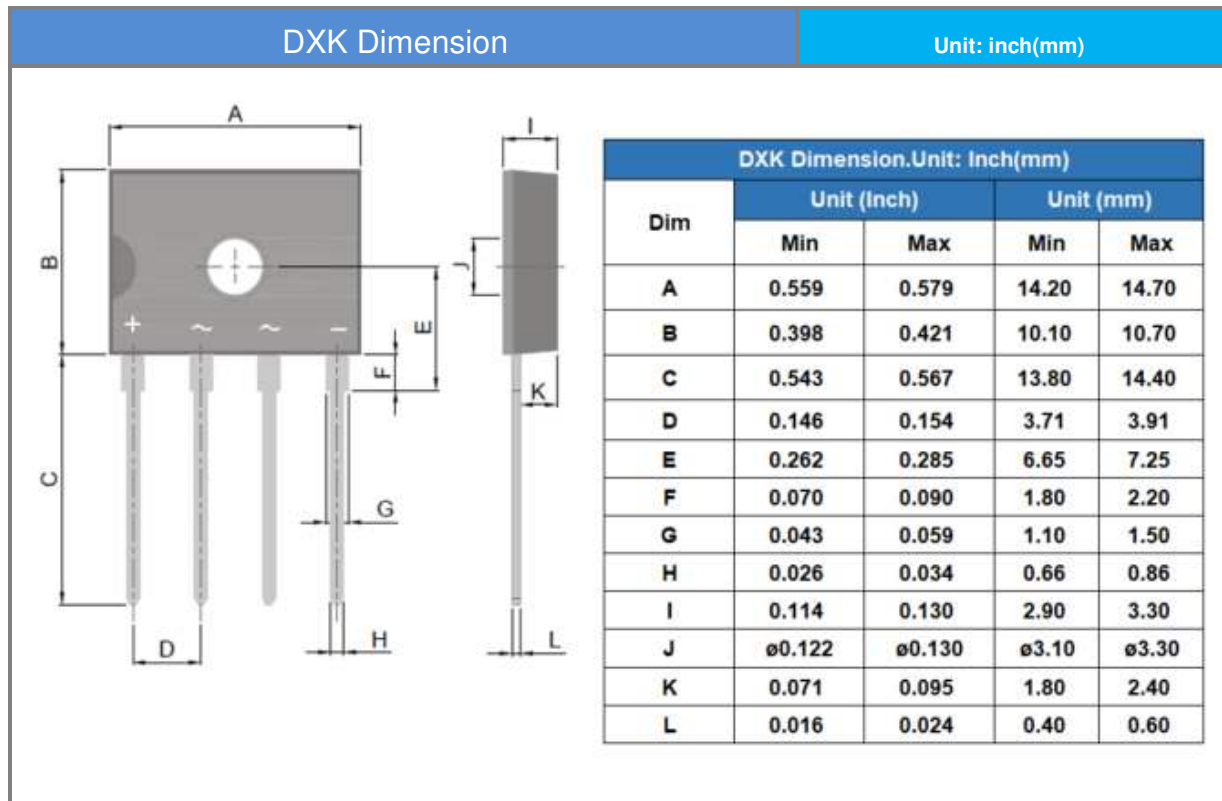 DXK Dimension Unit: inch(mm)
A
I
B
J
E
+ ~ ~ −
F
K
C
G
D
H
L
DXK Dimension.Unit: Inch(mm)
Dim Unit (Inch) Unit (mm)
Min Max Min Max
A 0.559 0.579 14.20 14.70
B 0.398 0.421 10.10 10.70
C 0.543 0.567 13.80 14.40
D 0.146 0.154 3.71 3.91
E 0.262 0.285 6.65 7.25
F 0.070 0.090 1.80 2.20
G 0.043 0.059 1.10 1.50
H 0.026 0.034 0.66 0.86
I 0.114 0.130 2.90 3.30
J ø0.122 ø0.130 ø3.10 ø3.30
K 0.071 0.095 1.80 2.40
L 0.016 0.024 0.40 0.60